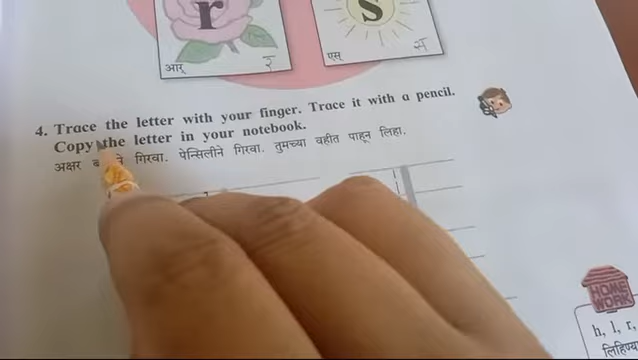 r
आर्
र
s
एस्
स
4. Trace the letter with your finger. Trace it with a pencil.
Copy the letter in your notebook.
अक्षर गिरवा. पेन्सिलीने गिरवा. तुमच्या वहीत पाहून लिहा.
HOME
WORK
h, l, r,